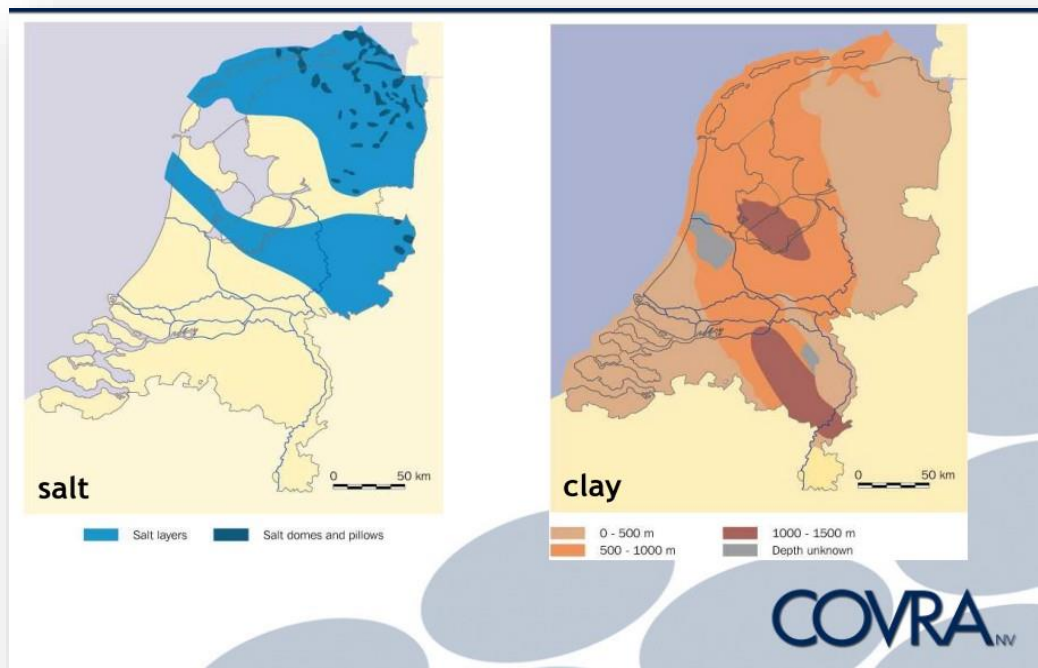 salt
0 50 km
Salt layers
Salt domes and pillows
clay
0 50 km
0 - 500 m
1000 - 1500 m
500 - 1000 m
Depth unknown
COVRA NV